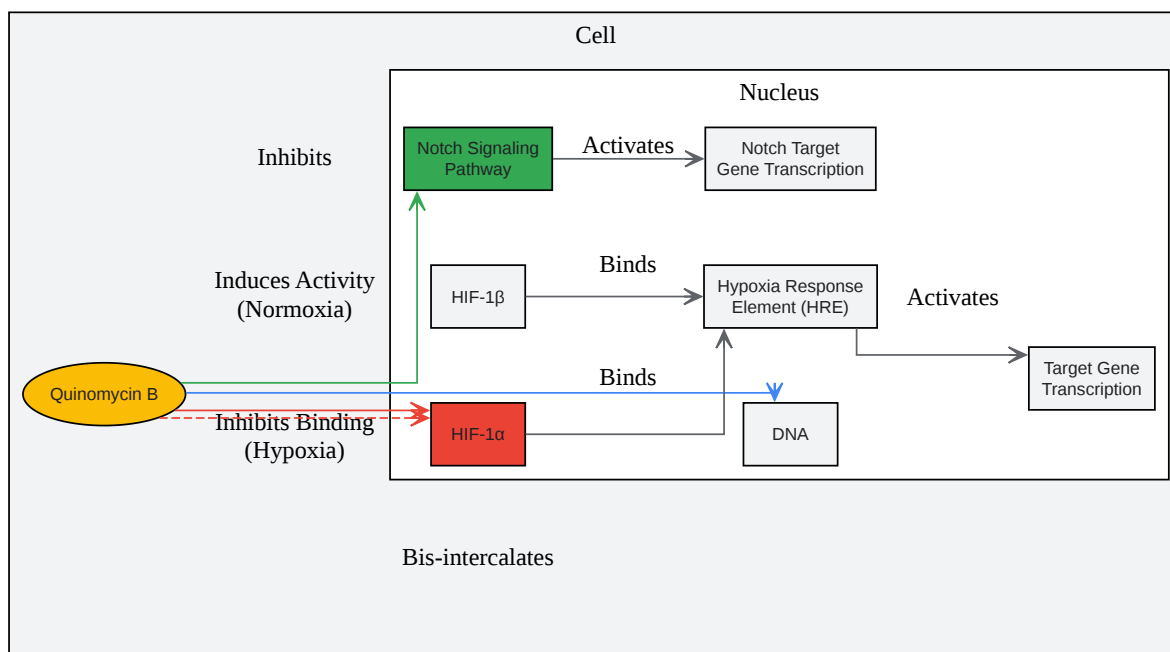 Cell
Nucleus
Inhibits
Notch Signaling
Pathway
Activates
Notch Target
Gene Transcription
Induces Activity
(Normoxia)
HIF-1β
Binds
Hypoxia Response
Element (HRE)
Activates
Target Gene
Transcription
Quinomycin B
Binds
Inhibits Binding
(Hypoxia)
HIF-1α
DNA
Bis-intercalates